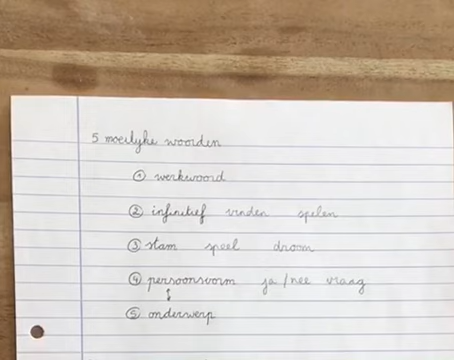 5 moeilyke woorden
① werkwoord
② infinitief vinden spelen
③ stam speel droom
④ persoonsvorm ja / nee vraag
↕
⑤ onderwerp